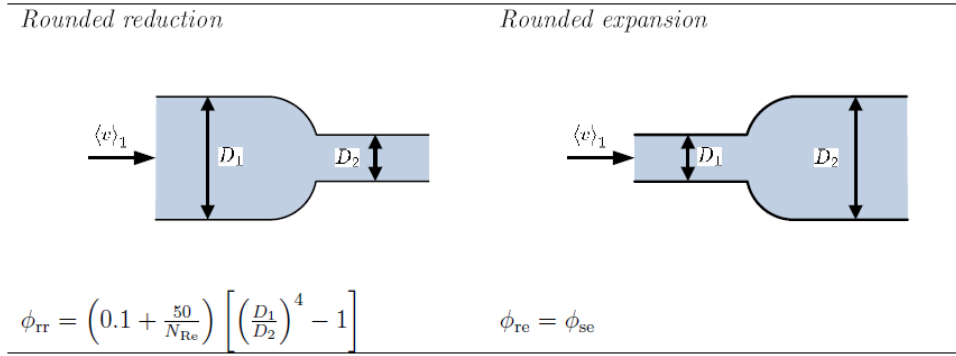 Rounded reduction
Rounded expansion
⟨v⟩₁
D₁
D₂
⟨v⟩₁
D₁
D₂
ϕ_rr = (0.1 + 50/N_Re) [(D₁/D₂)⁴ − 1]
ϕ_re = ϕ_se